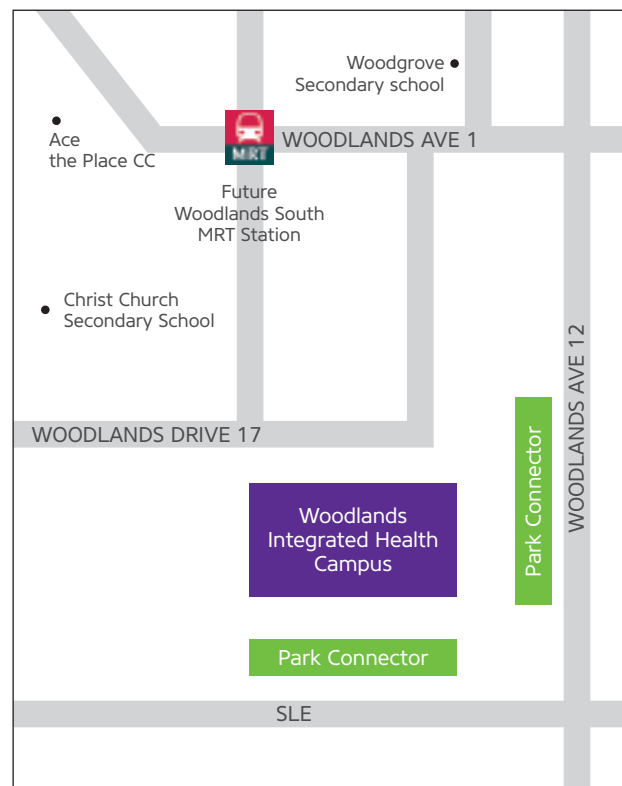 Woodgrove
Secondary school
Ace
the Place CC
MRT
WOODLANDS AVE 1
Future
Woodlands South
MRT Station
Christ Church
Secondary School
WOODLANDS AVE 12
WOODLANDS DRIVE 17
Park Connector
Woodlands
Integrated Health
Campus
Park Connector
SLE